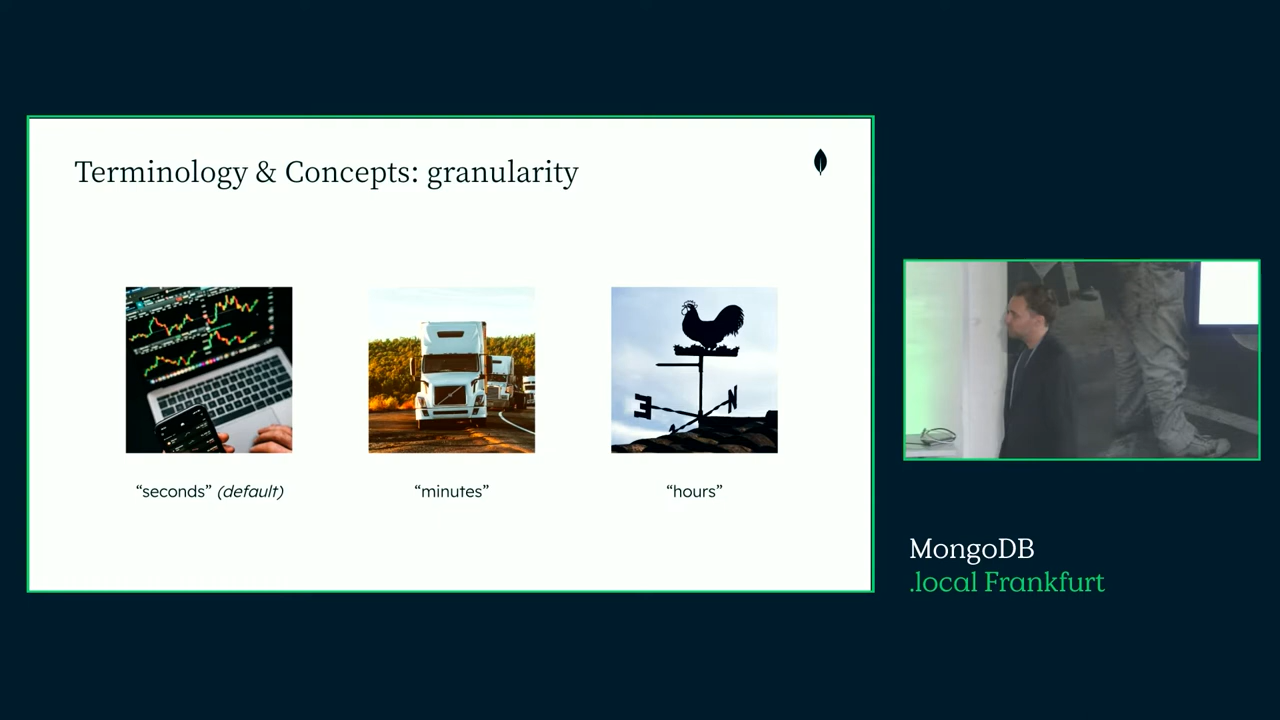 Terminology & Concepts: granularity
“seconds” (default)
“minutes”
“hours”
E
N
MongoDB
.local Frankfurt